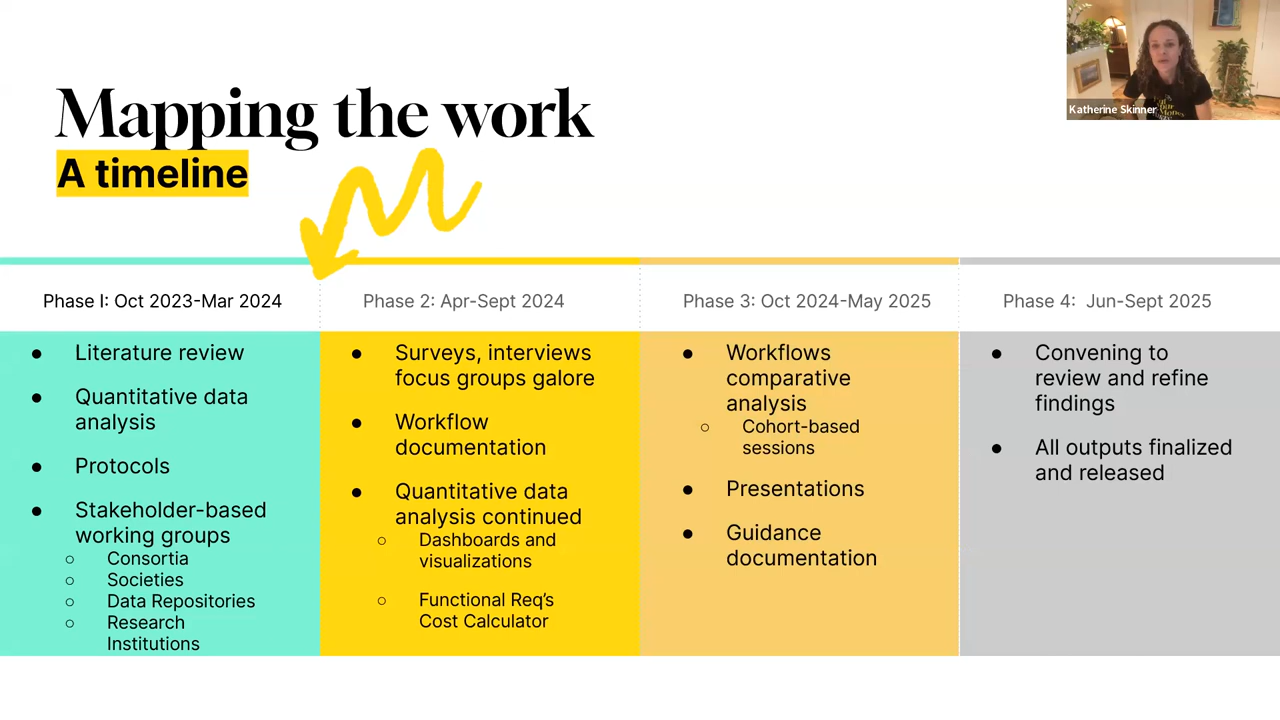 Mapping the work
A timeline
Katherine Skinner
Phase I: Oct 2023-Mar 2024
● Literature review
● Quantitative data
analysis
● Protocols
● Stakeholder-based
working groups
○ Consortia
○ Societies
○ Data Repositories
○ Research
Institutions
Phase 2: Apr-Sept 2024
● Surveys, interviews
focus groups galore
● Workflow
documentation
● Quantitative data
analysis continued
○ Dashboards and
visualizations
○ Functional Req's
Cost Calculator
Phase 3: Oct 2024-May 2025
● Workflows
comparative
analysis
○ Cohort-based
sessions
● Presentations
● Guidance
documentation
Phase 4: Jun-Sept 2025
● Convening to
review and refine
findings
● All outputs finalized
and released